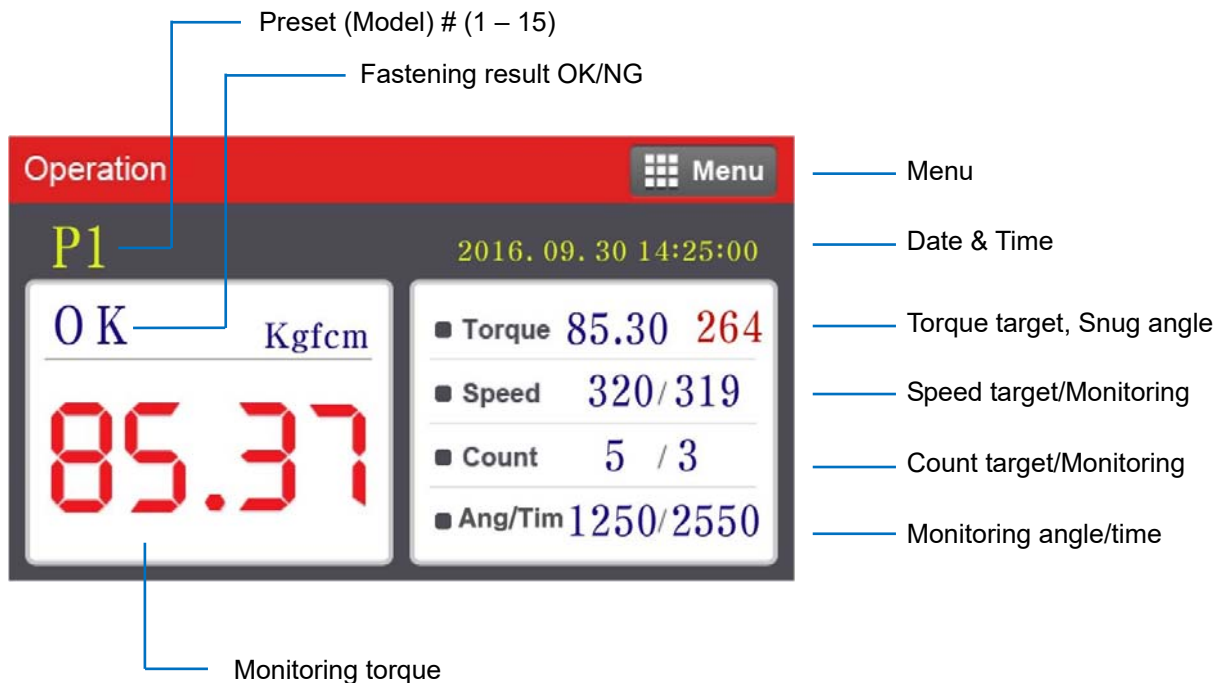 Preset (Model) # (1 – 15)
Fastening result OK/NG
Operation
Menu
Menu
P1
2016. 09. 30 14:25:00
Date & Time
OK
Kgfcm
Torque 85.30 264
Torque target, Snug angle
Speed 320/319
Speed target/Monitoring
85.37
Count 5 /3
Count target/Monitoring
Ang/Tim 1250/2550
Monitoring angle/time
Monitoring torque